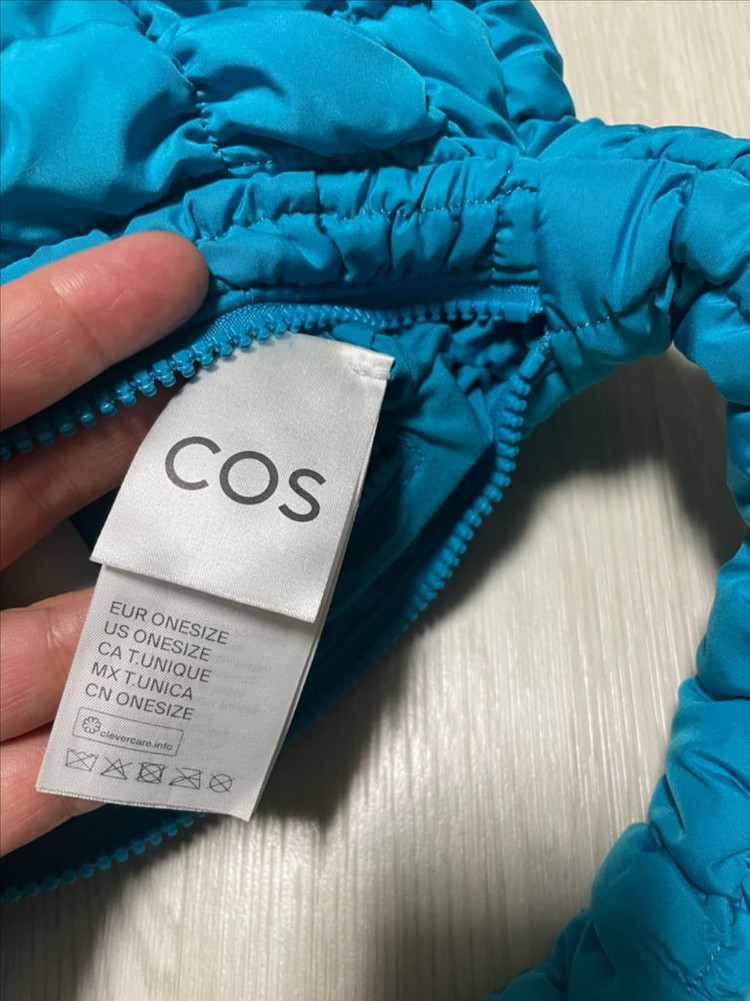 COS
EUR ONESIZE
US ONESIZE
CA T.UNIQUE
MX T.UNICA
CN ONESIZE
clevercare.info